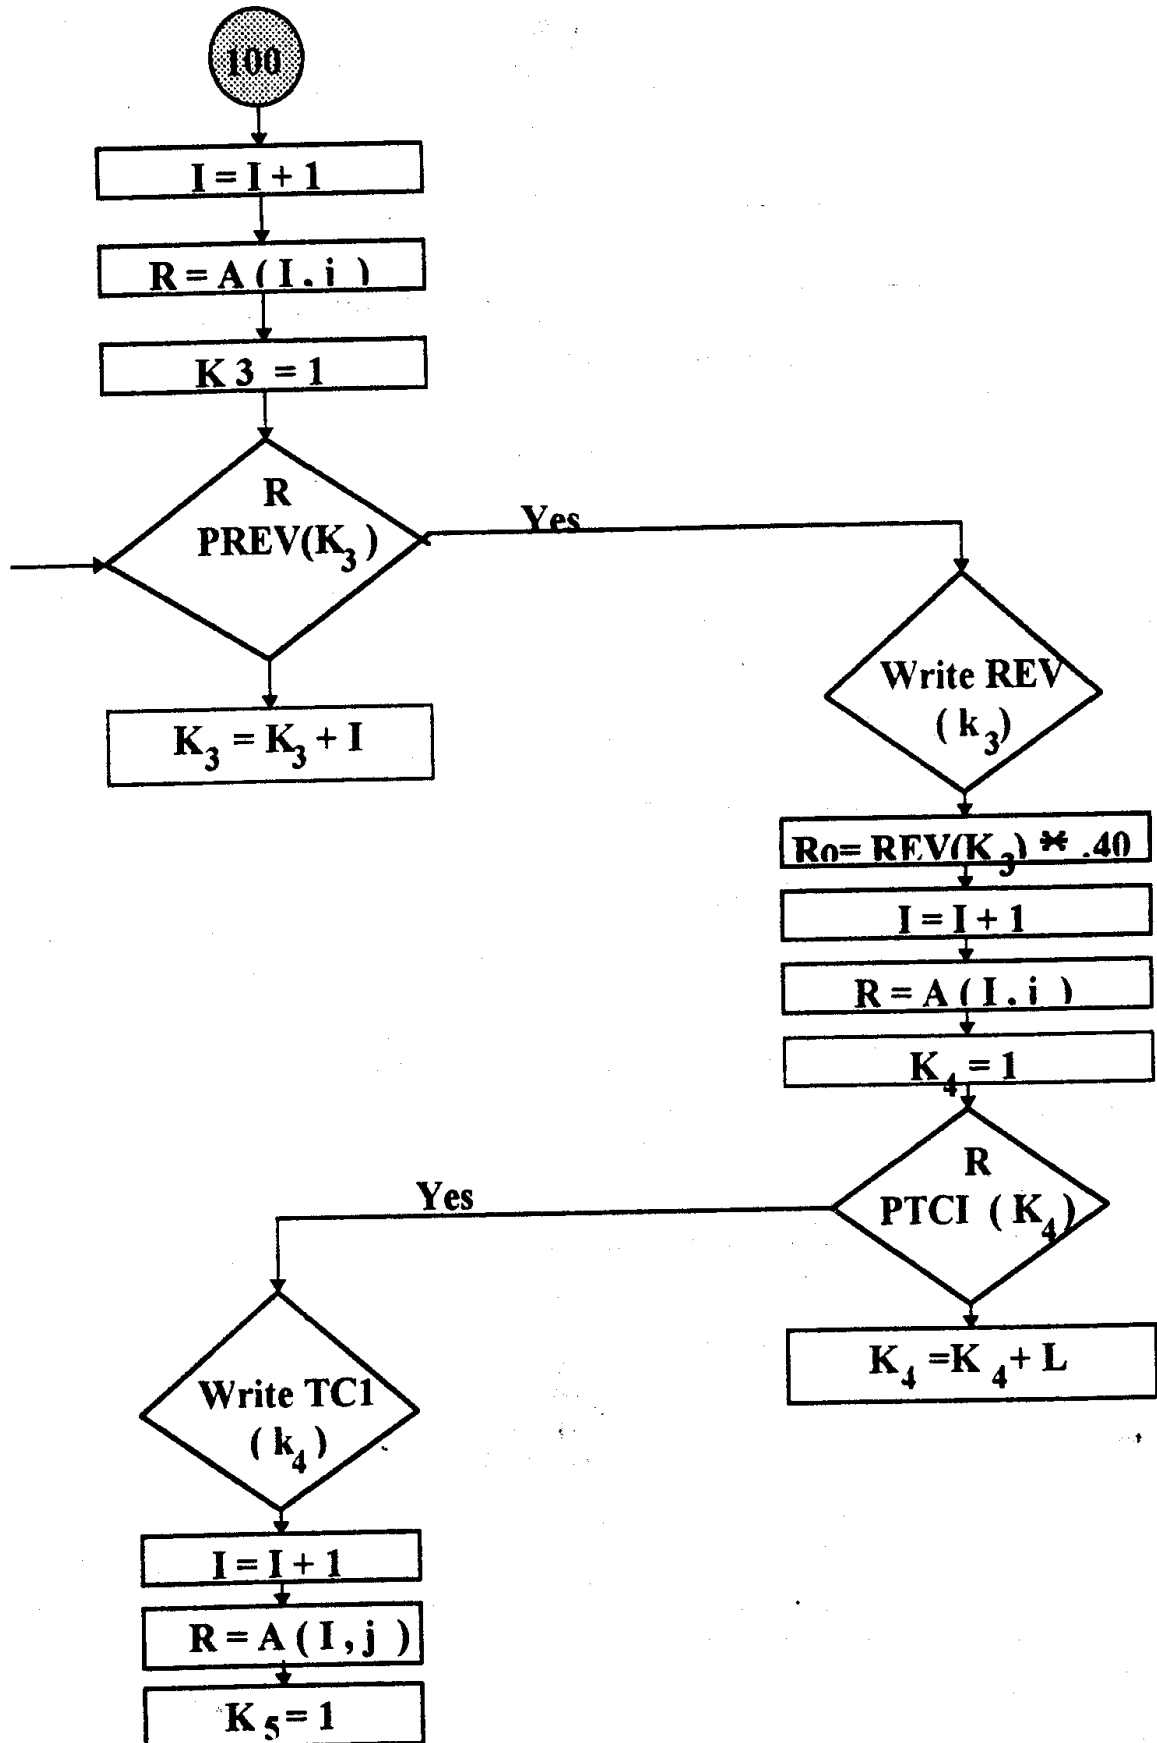 100
I = I + 1
R = A ( I , j )
K 3 = 1
R
PREV(K3 )
Yes
K3 = K3 + I
Write REV
( k3)
Ro= REV(K3) * .40
I = I + 1
R = A ( I , j )
K4 = 1
R
PTCI ( K4)
Yes
K4 =K4 + L
Write TC1
( k4 )
I = I + 1
R = A ( I , j )
K5 = 1